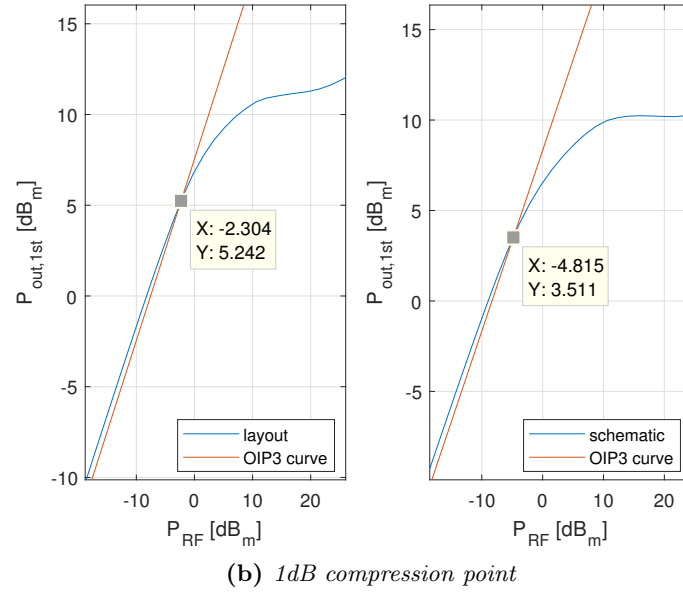 15
10
5
0
-5
-10
-10 0 10 20
P_RF [dB_m]
P_out,1st [dB_m]
X: -2.304
Y: 5.242
layout
OIP3 curve
15
10
5
0
-5
-10 0 10 20
P_RF [dB_m]
P_out,1st [dB_m]
X: -4.815
Y: 3.511
schematic
OIP3 curve
(b) 1dB compression point